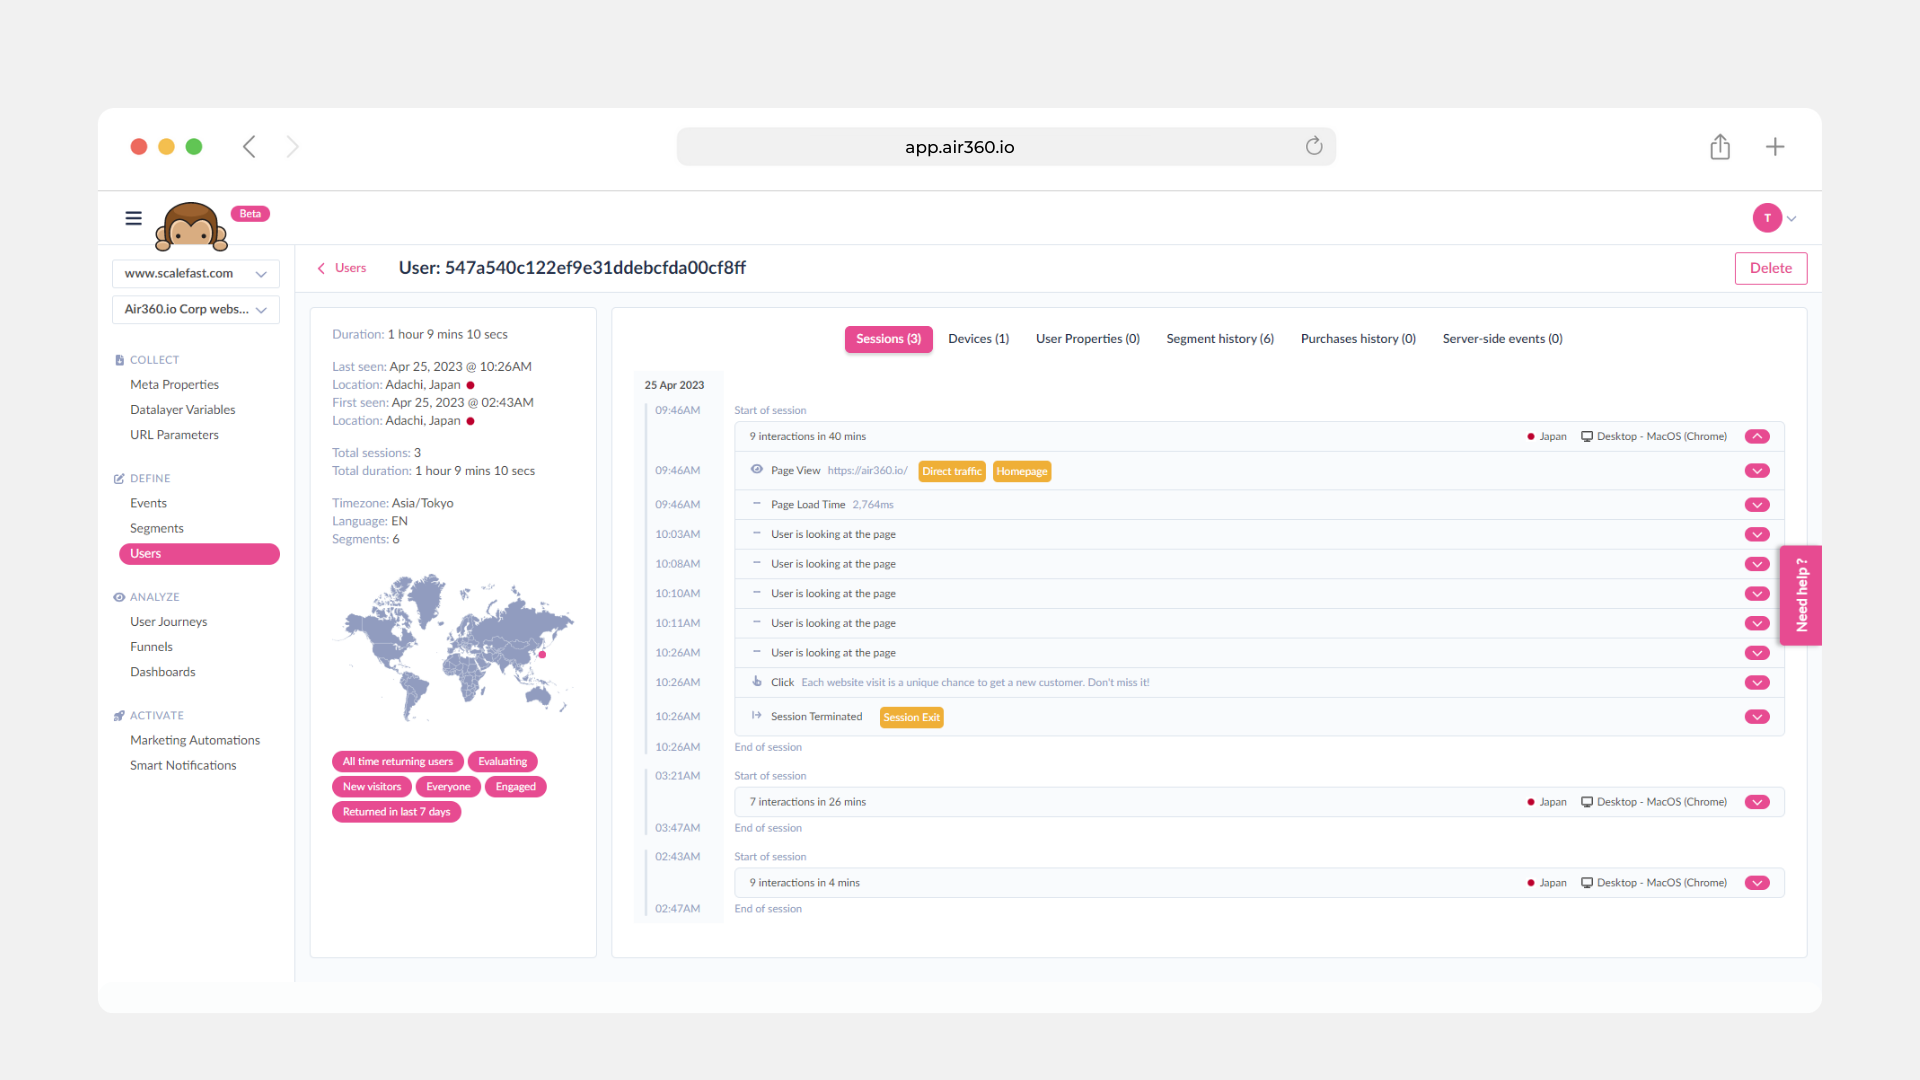 app.air360.io
Beta
T
www.scalefast.com
Air360.io Corp webs...
COLLECT
Meta Properties
Datalayer Variables
URL Parameters
DEFINE
Events
Segments
Users
ANALYZE
User Journeys
Funnels
Dashboards
ACTIVATE
Marketing Automations
Smart Notifications
Users
User: 547a540c122ef9e31ddebcfda00cf8ff
Delete
Duration: 1 hour 9 mins 10 secs
Last seen: Apr 25, 2023 @ 10:26AM
Location: Adachi, Japan
First seen: Apr 25, 2023 @ 02:43AM
Location: Adachi, Japan
Total sessions: 3
Total duration: 1 hour 9 mins 10 secs
Timezone: Asia/Tokyo
Language: EN
Segments: 6
All time returning users Evaluating
New visitors Everyone Engaged
Returned in last 7 days
Sessions (3) Devices (1) User Properties (0) Segment history (6) Purchases history (0) Server-side events (0)
25 Apr 2023
09:46AM Start of session
9 interactions in 40 mins Japan Desktop - MacOS (Chrome)
09:46AM Page View https://air360.io/ Direct traffic Homepage
09:46AM Page Load Time 2,764ms
10:03AM User is looking at the page
10:08AM User is looking at the page
10:10AM User is looking at the page
10:11AM User is looking at the page
10:26AM User is looking at the page
10:26AM Click Each website visit is a unique chance to get a new customer. Don't miss it!
10:26AM Session Terminated Session Exit
10:26AM End of session
03:21AM Start of session
7 interactions in 26 mins Japan Desktop - MacOS (Chrome)
03:47AM End of session
02:43AM Start of session
9 interactions in 4 mins Japan Desktop - MacOS (Chrome)
02:47AM End of session
Need help ?